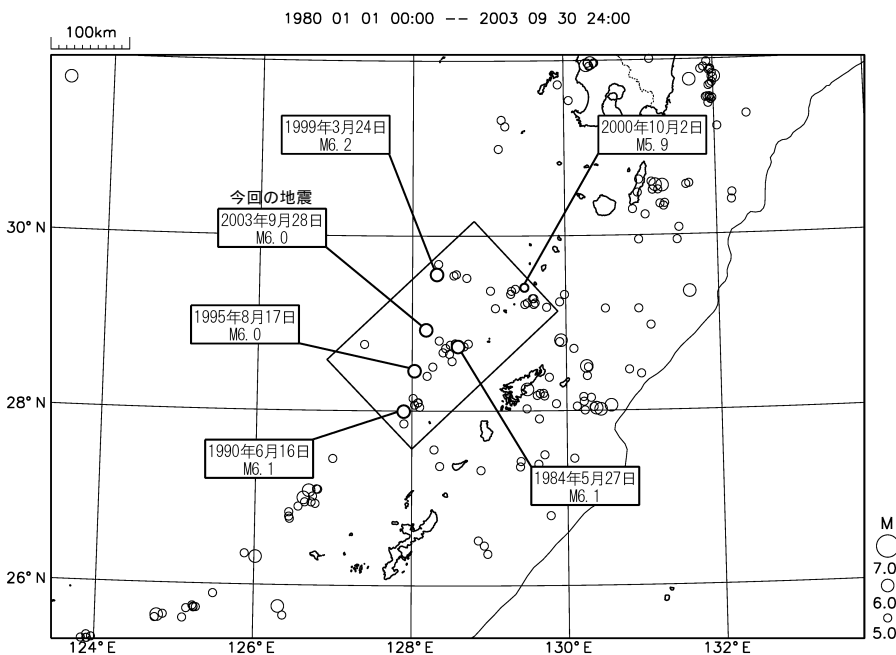 1980 01 01 00:00 -- 2003 09 30 24:00
100km
1999年3月24日
M6.2
2000年10月2日
M5.9
今回の地震
2003年9月28日
M6.0
30°N
1995年8月17日
M6.0
28°N
1990年6月16日
M6.1
1984年5月27日
M6.1
M
7.0
6.0
5.0
26°N
124°E
126°E
128°E
130°E
132°E